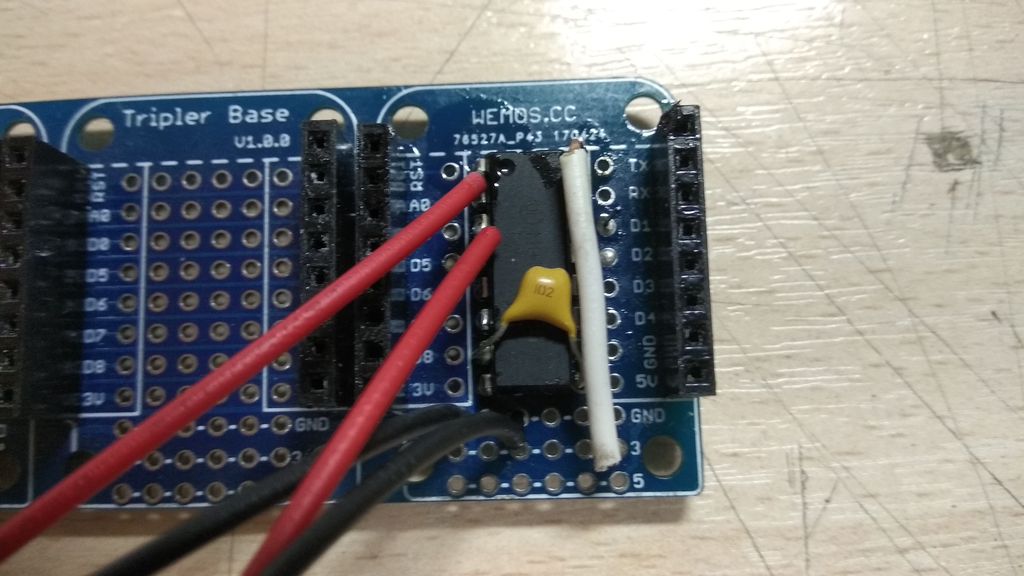 Tripler Base
V1.0.0
WEMOS.CC
RST
A0
D0
D5
D6
D7
D8
3V
RST
A0
D5
D6
3V
TX
RX
D1
D2
D3
D4
GND
5V
GND
GND
3
5
102